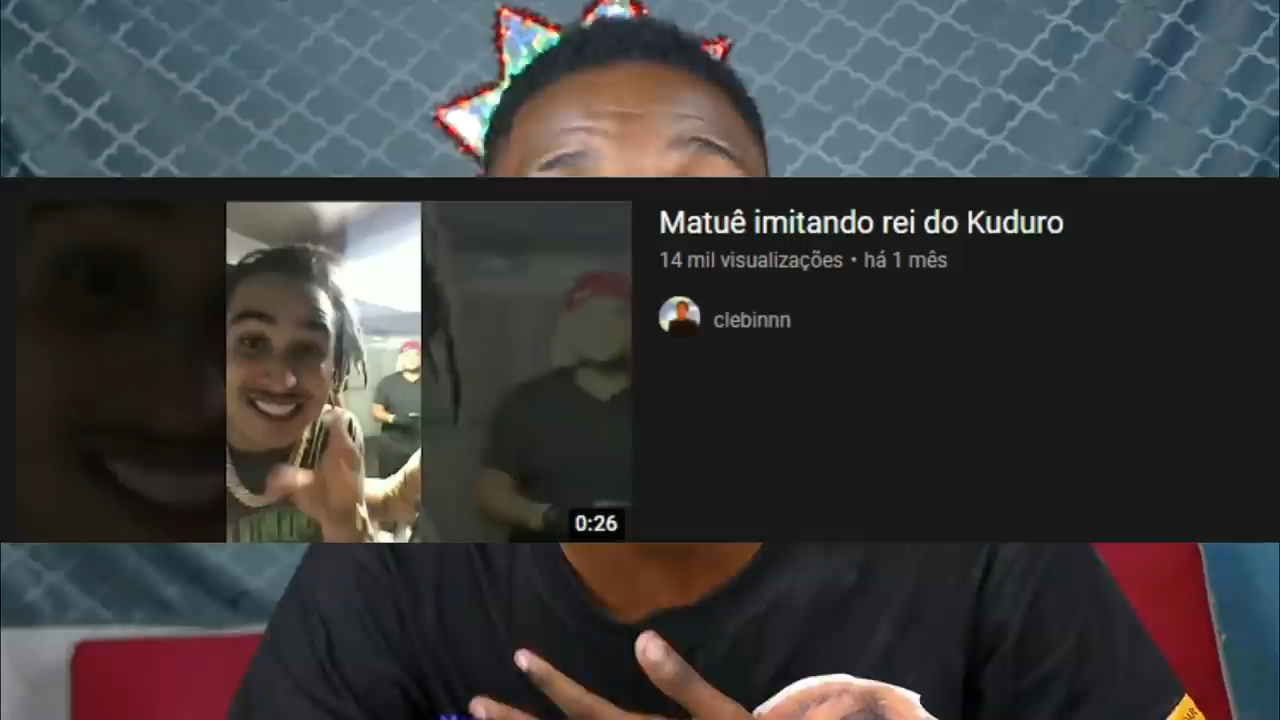 Matuê imitando rei do Kuduro
14 mil visualizações • há 1 mês
clebinnn
0:26